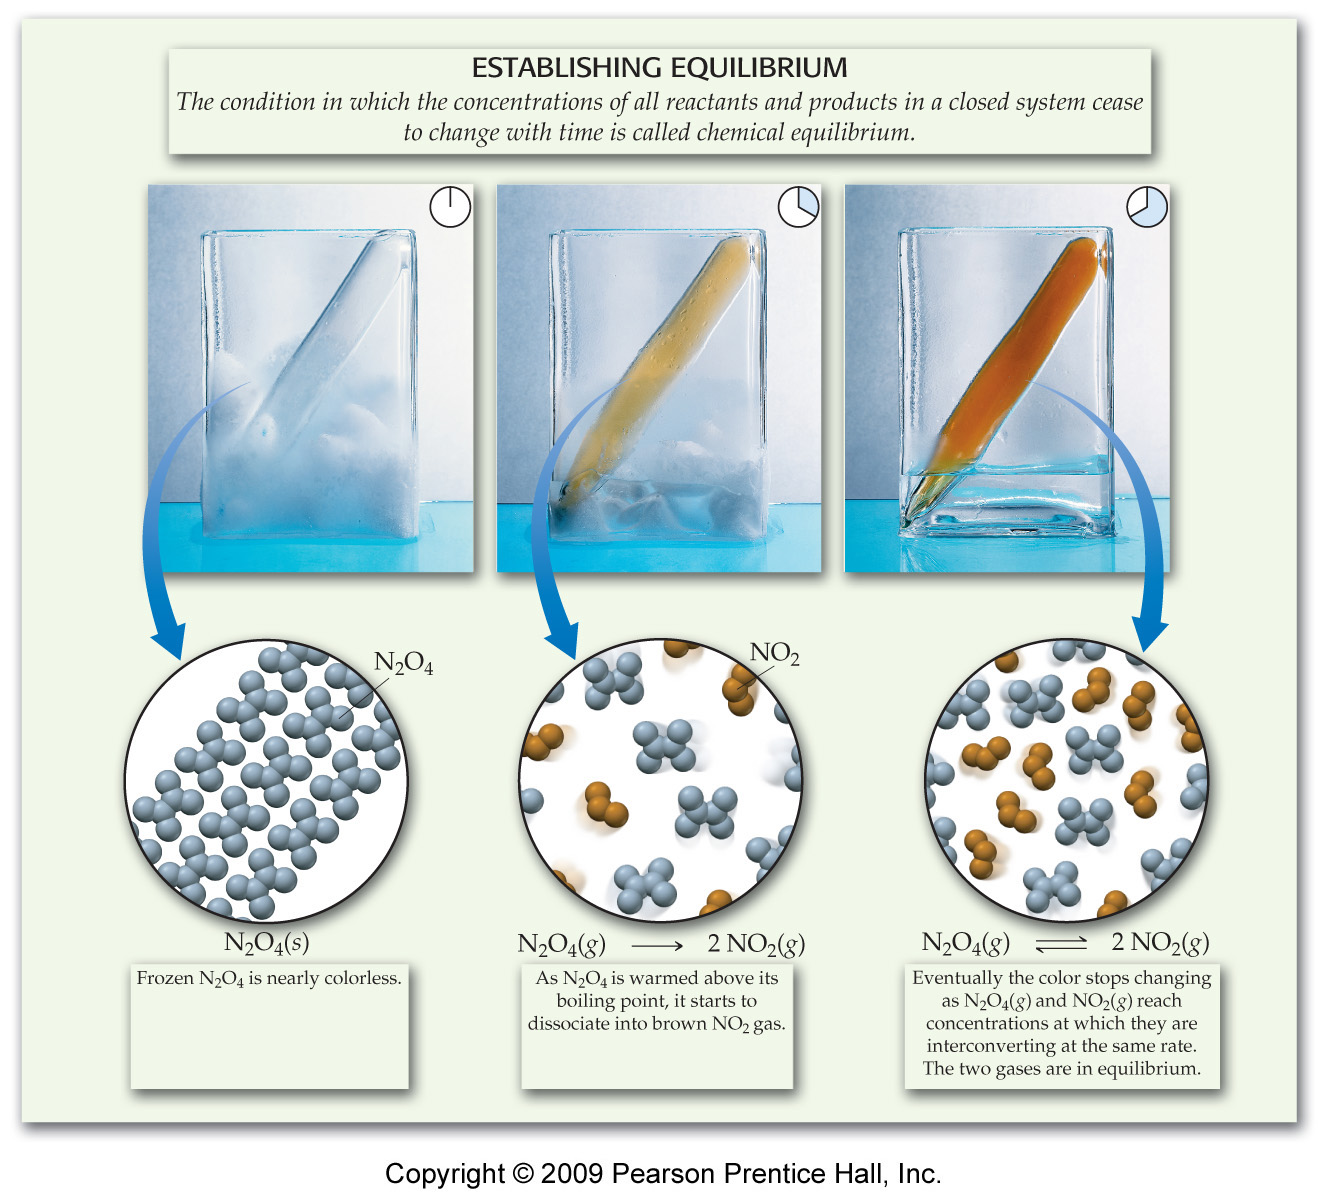 ESTABLISHING EQUILIBRIUM
The condition in which the concentrations of all reactants and products in a closed system cease
to change with time is called chemical equilibrium.
N₂O₄
NO₂
N₂O₄(s)
Frozen N₂O₄ is nearly colorless.
N₂O₄(g) ⟶ 2 NO₂(g)
As N₂O₄ is warmed above its
boiling point, it starts to
dissociate into brown NO₂ gas.
N₂O₄(g) ⇌ 2 NO₂(g)
Eventually the color stops changing
as N₂O₄(g) and NO₂(g) reach
concentrations at which they are
interconverting at the same rate.
The two gases are in equilibrium.
Copyright © 2009 Pearson Prentice Hall, Inc.